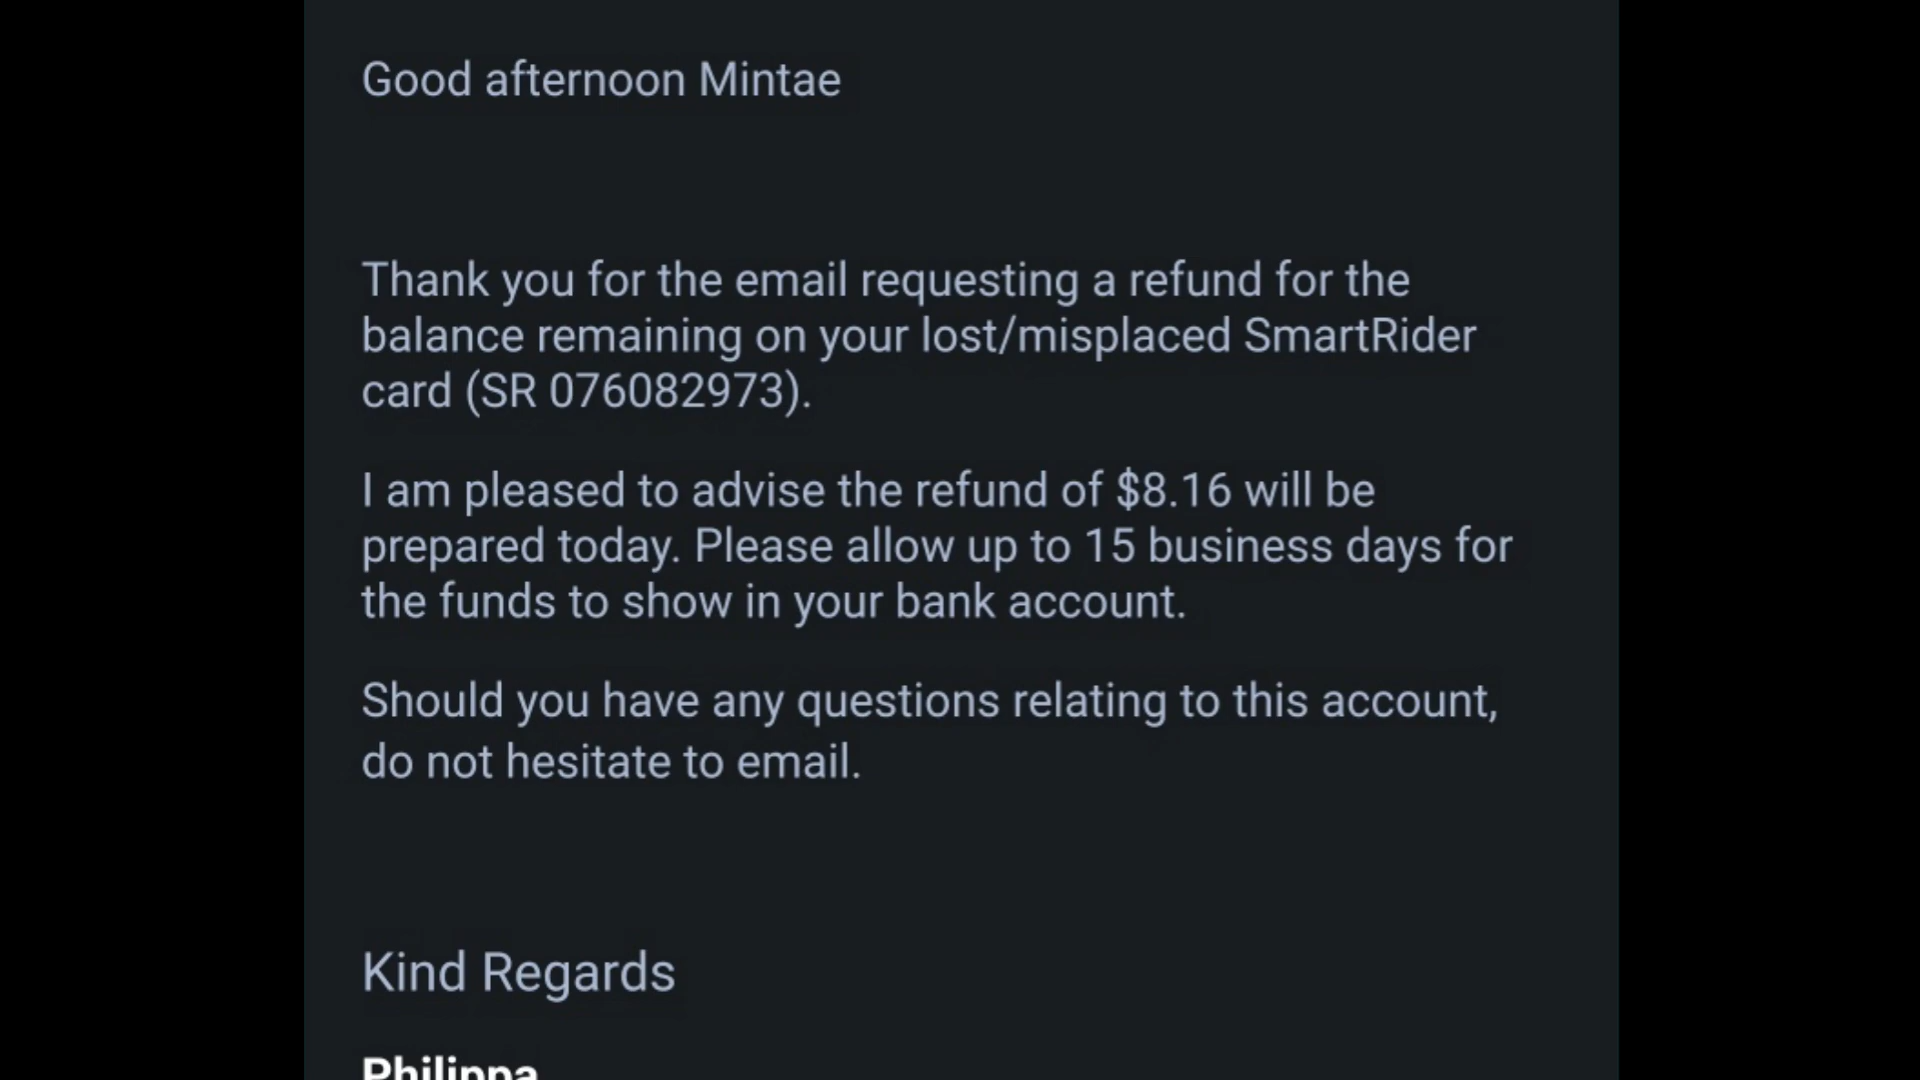 Good afternoon Mintae
Thank you for the email requesting a refund for the
balance remaining on your lost/misplaced SmartRider
card (SR 076082973).
I am pleased to advise the refund of $8.16 will be
prepared today. Please allow up to 15 business days for
the funds to show in your bank account.
Should you have any questions relating to this account,
do not hesitate to email.
Kind Regards
Philippa